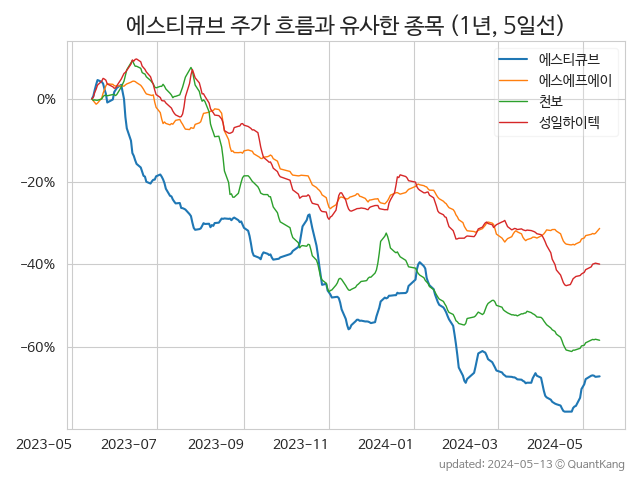 에스티큐브 주가 흐름과 유사한 종목 (1년, 5일선)
에스티큐브
에스에프에이
천보
성일하이텍
0%
−20%
−40%
−60%
2023-05 2023-07 2023-09 2023-11 2024-01 2024-03 2024-05
updated: 2024-05-13 © QuantKang